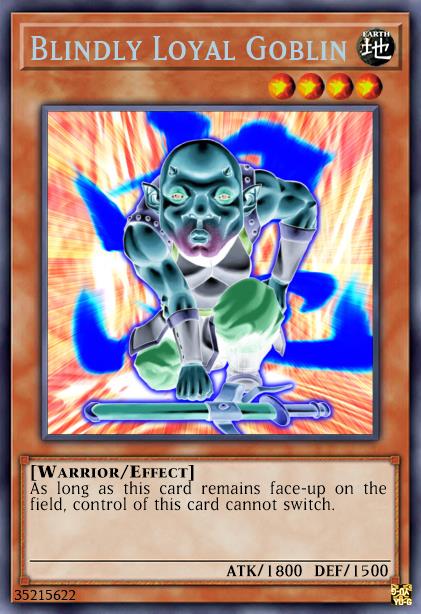 BLINDLY LOYAL GOBLIN
EARTH
地
[WARRIOR/EFFECT]
As long as this card remains face-up on the
field, control of this card cannot switch.
ATK/1800 DEF/1500
35215622